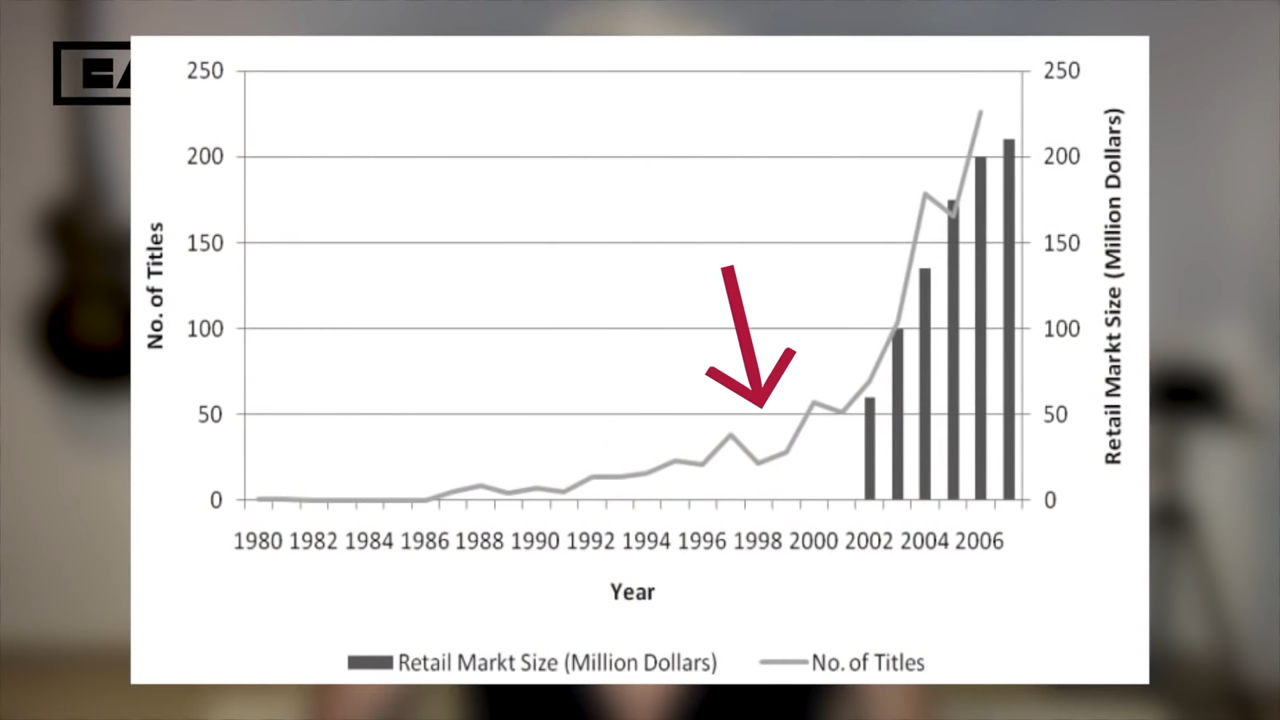 EA
250
200
150
100
50
0
No. of Titles
250
200
150
100
50
0
Retail Markt Size (Million Dollars)
1980 1982 1984 1986 1988 1990 1992 1994 1996 1998 2000 2002 2004 2006
Year
Retail Markt Size (Million Dollars) No. of Titles